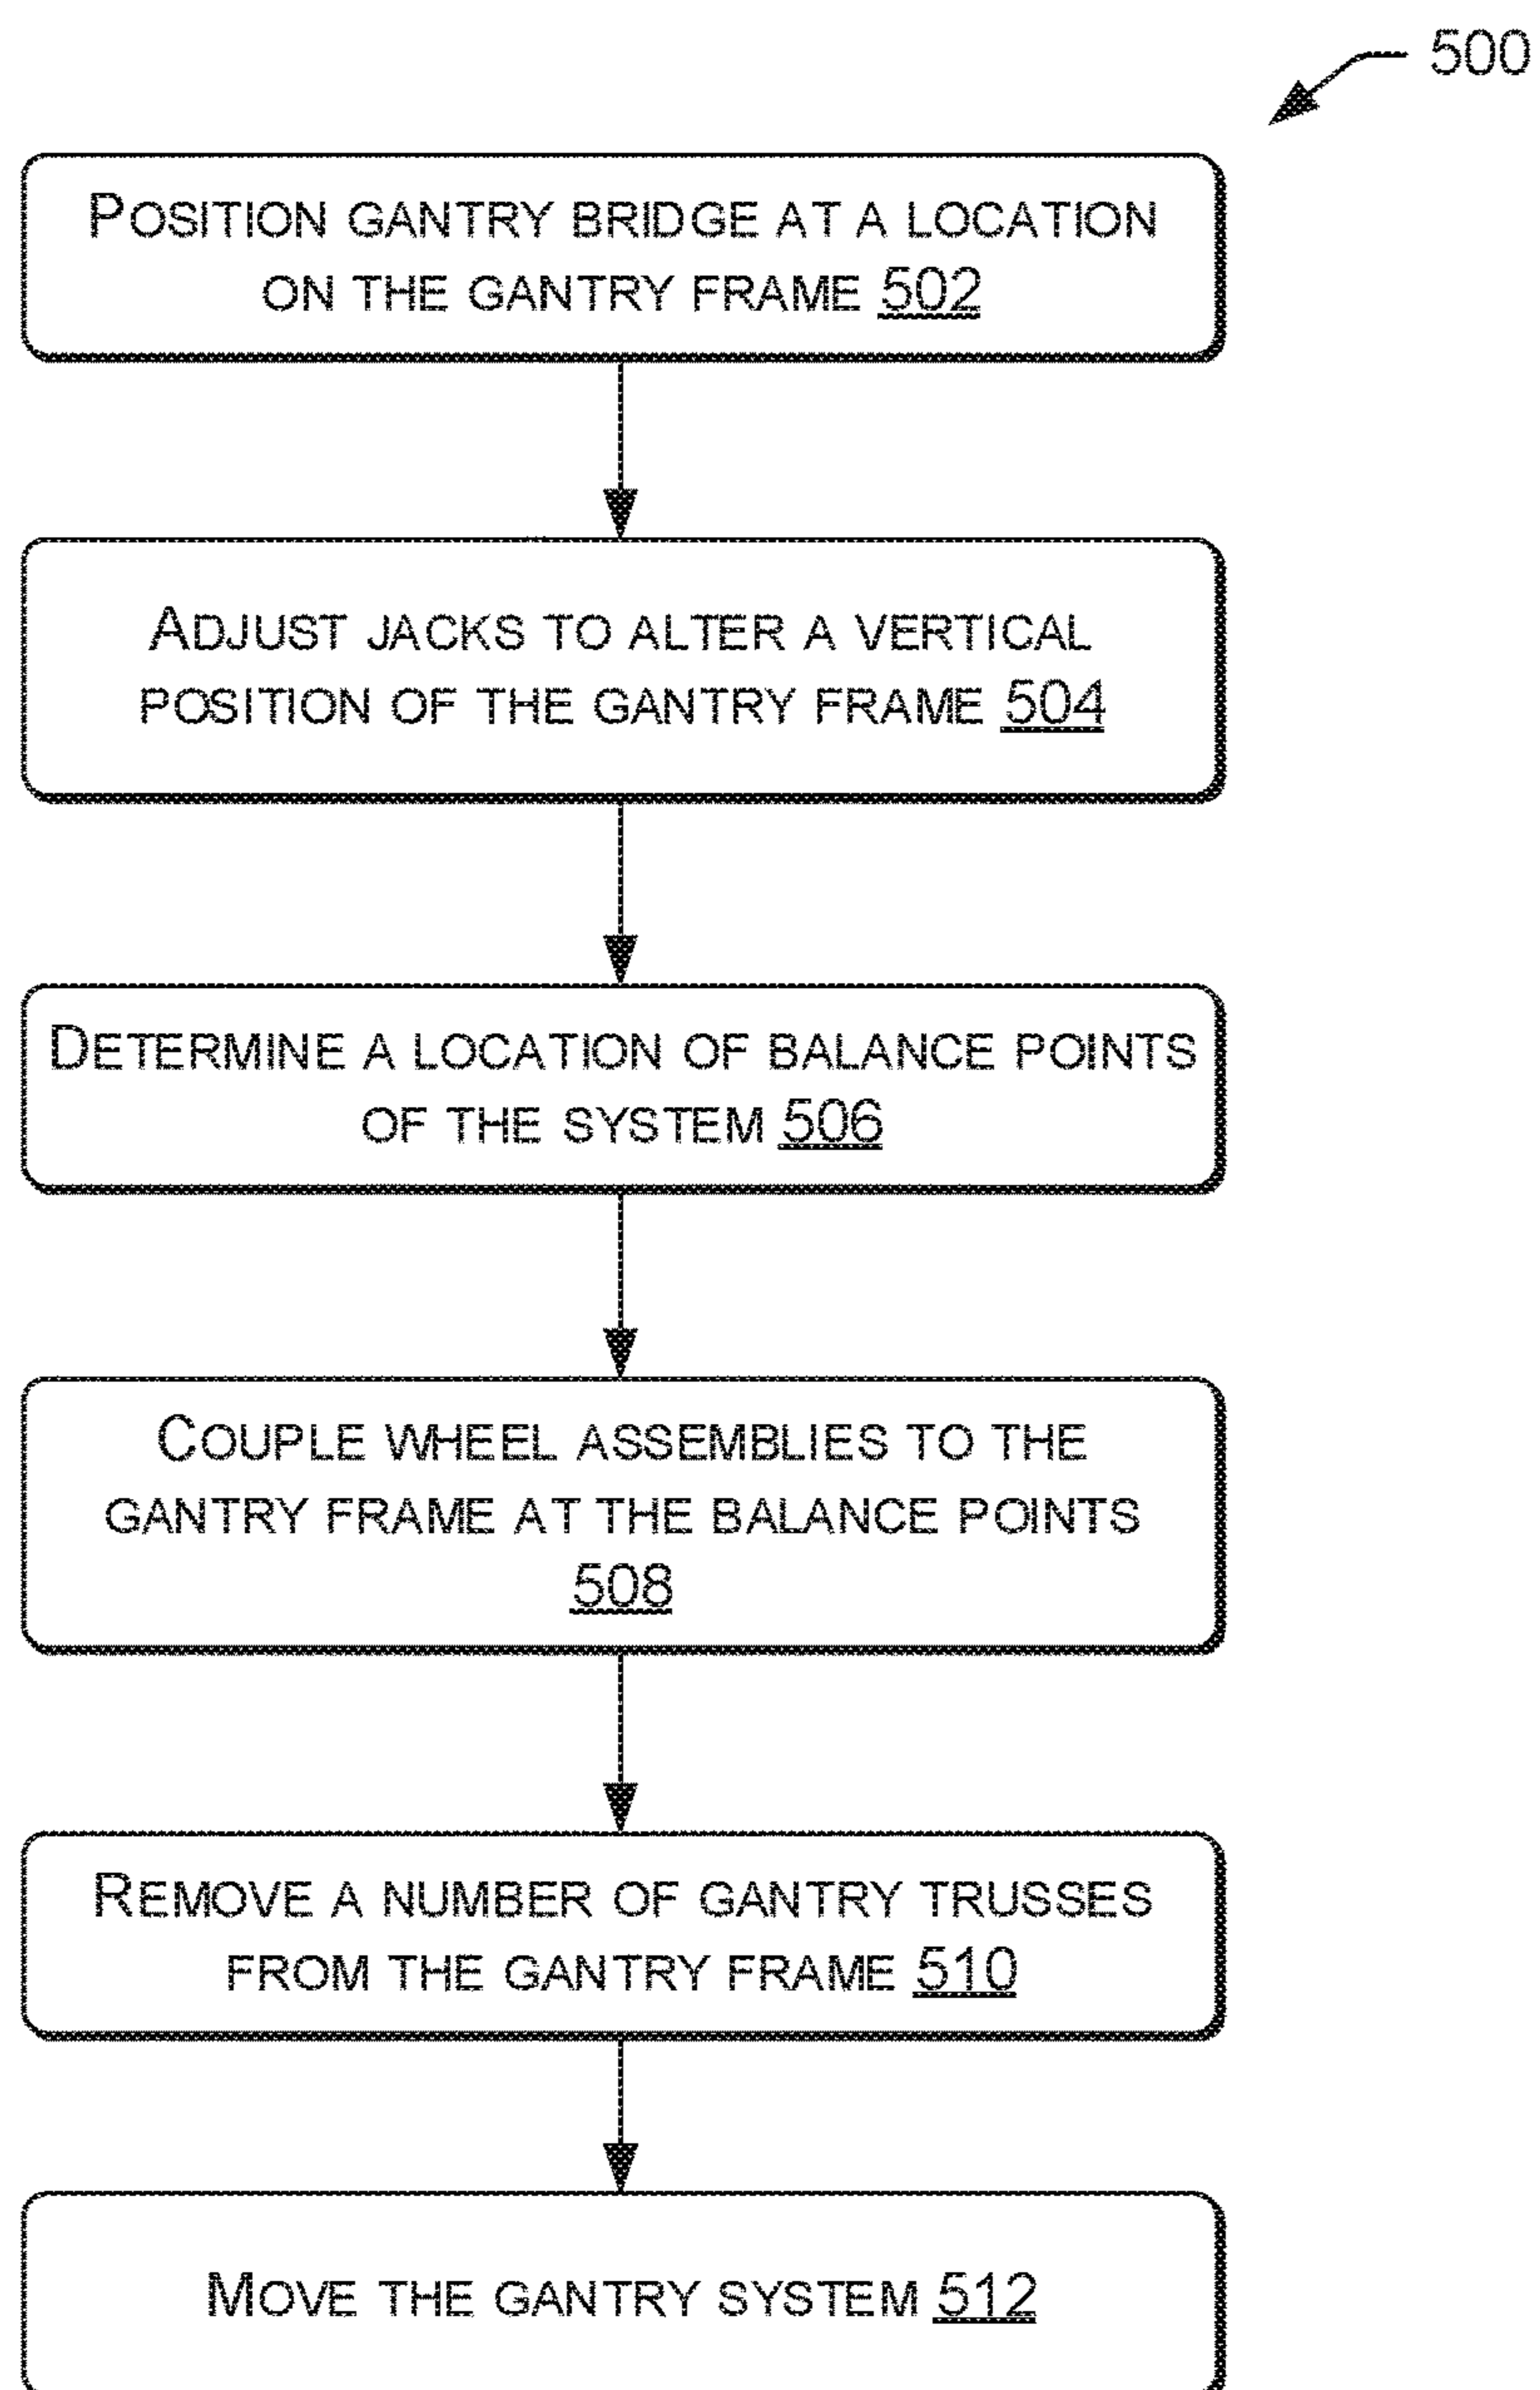 500
POSITION GANTRY BRIDGE AT A LOCATION
ON THE GANTRY FRAME 502
ADJUST JACKS TO ALTER A VERTICAL
POSITION OF THE GANTRY FRAME 504
DETERMINE A LOCATION OF BALANCE POINTS
OF THE SYSTEM 506
COUPLE WHEEL ASSEMBLIES TO THE
GANTRY FRAME AT THE BALANCE POINTS
508
REMOVE A NUMBER OF GANTRY TRUSSES
FROM THE GANTRY FRAME 510
MOVE THE GANTRY SYSTEM 512